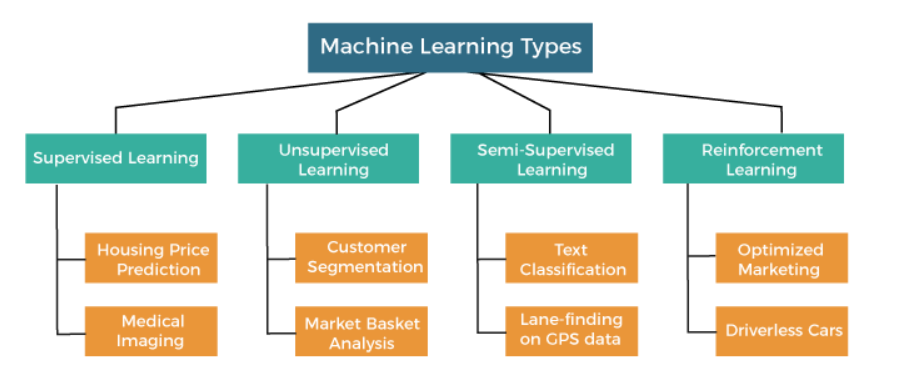 Machine Learning Types
Supervised Learning
Unsupervised
Learning
Semi-Supervised
Learning
Reinforcement
Learning
Housing Price
Prediction
Customer
Segmentation
Text
Classification
Optimized
Marketing
Medical
Imaging
Market Basket
Analysis
Lane-finding
on GPS data
Driverless Cars